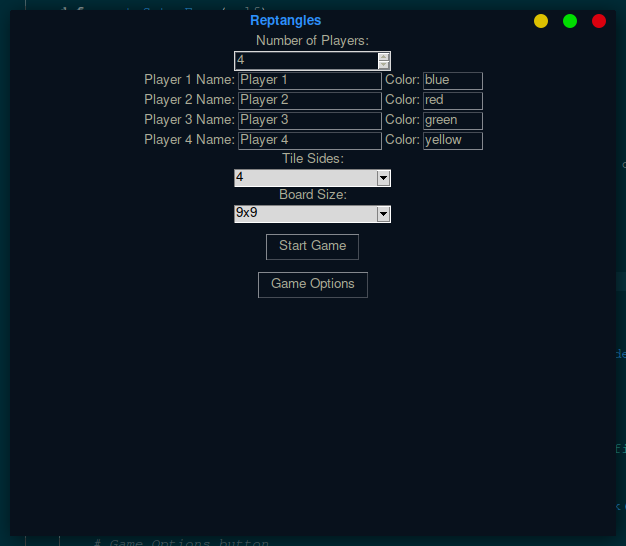 Reptangles
Number of Players:
4
Player 1 Name: Player 1 Color: blue
Player 2 Name: Player 2 Color: red
Player 3 Name: Player 3 Color: green
Player 4 Name: Player 4 Color: yellow
Tile Sides:
4
Board Size:
9x9
Start Game
Game Options
# Game Options button